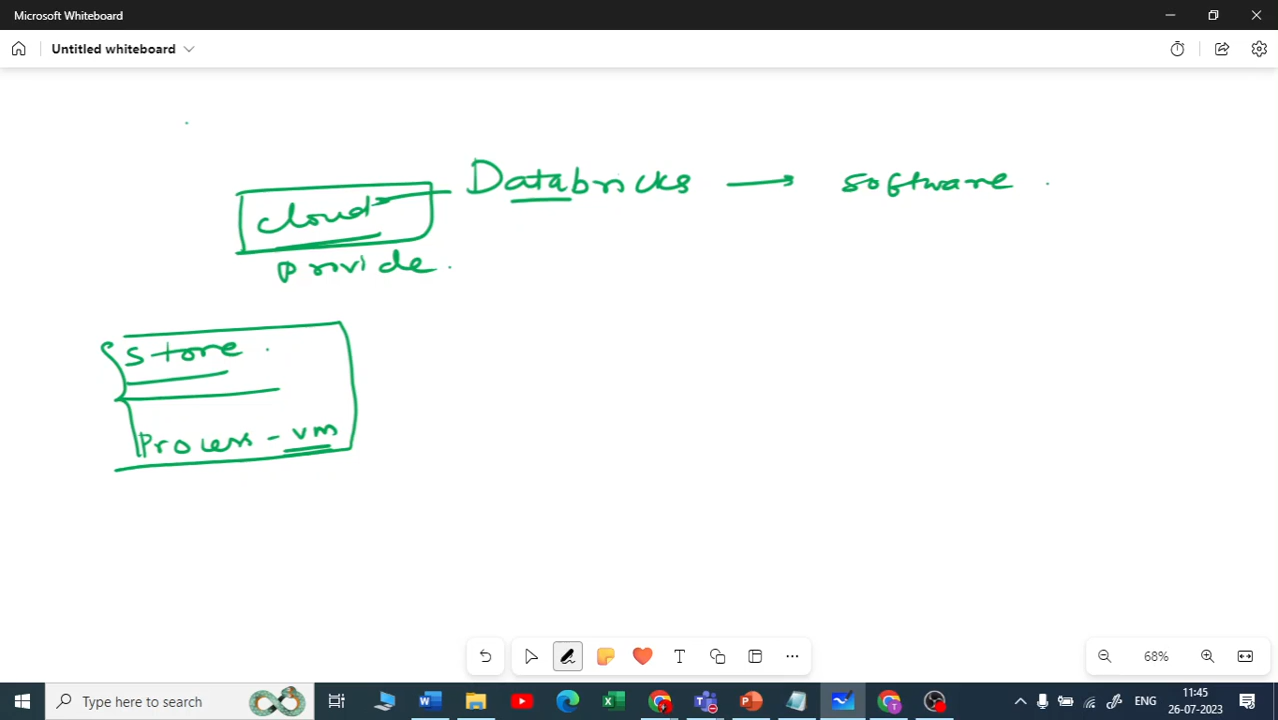 Microsoft Whiteboard
Untitled whiteboard
Databricks → software
cloud
provide
store
Process - vm
68%
Type here to search
ENG
11:45
26-07-2023